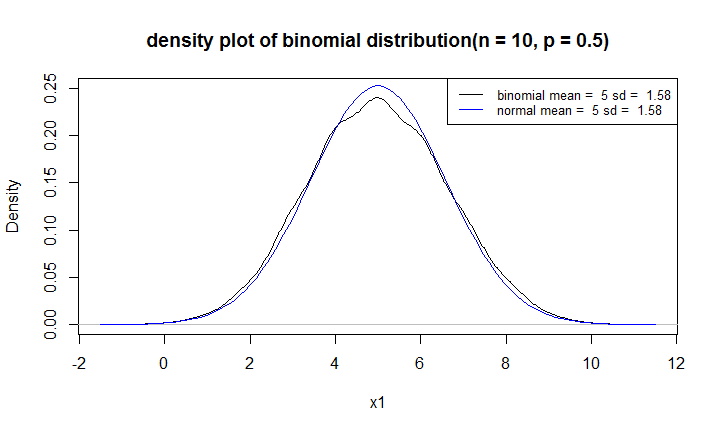 density plot of binomial distribution(n = 10, p = 0.5)
binomial mean =  5 sd =  1.58
normal mean =  5 sd =  1.58
Density
0.25
0.20
0.15
0.10
0.05
0.00
-2 0 2 4 6 8 10 12
x1